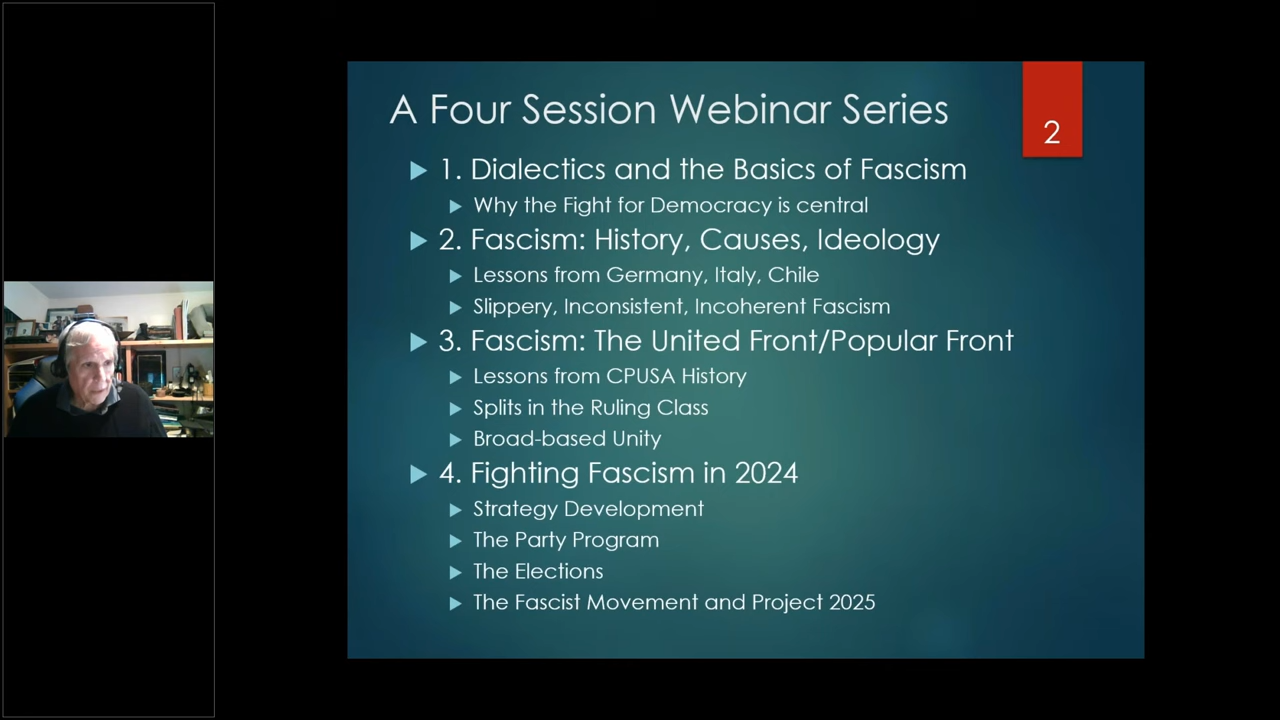 A Four Session Webinar Series
2
1. Dialectics and the Basics of Fascism
Why the Fight for Democracy is central
2. Fascism: History, Causes, Ideology
Lessons from Germany, Italy, Chile
Slippery, Inconsistent, Incoherent Fascism
3. Fascism: The United Front/Popular Front
Lessons from CPUSA History
Splits in the Ruling Class
Broad-based Unity
4. Fighting Fascism in 2024
Strategy Development
The Party Program
The Elections
The Fascist Movement and Project 2025